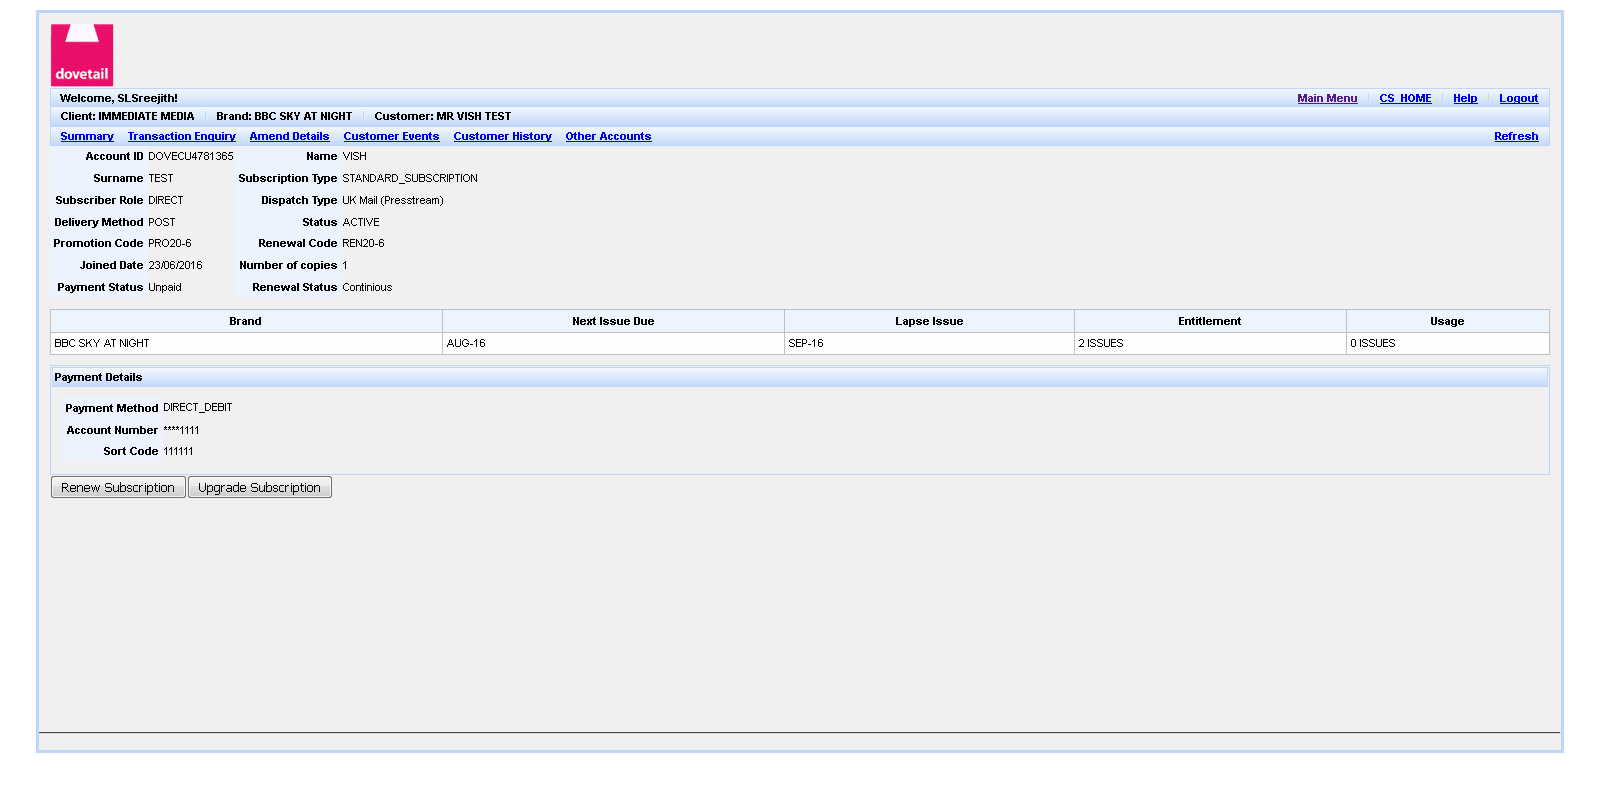 dovetail
Welcome, SLSreejith! Main Menu CS_HOME Help Logout
Client: IMMEDIATE MEDIA Brand: BBC SKY AT NIGHT Customer: MR VISH TEST
Summary Transaction Enquiry Amend Details Customer Events Customer History Other Accounts Refresh
Account ID DOVECU4781365 Name VISH
Surname TEST Subscription Type STANDARD_SUBSCRIPTION
Subscriber Role DIRECT Dispatch Type UK Mail (Presstream)
Delivery Method POST Status ACTIVE
Promotion Code PRO20-6 Renewal Code REN20-6
Joined Date 23/06/2016 Number of copies 1
Payment Status Unpaid Renewal Status Continious
Brand Next Issue Due Lapse Issue Entitlement Usage
BBC SKY AT NIGHT AUG-16 SEP-16 2 ISSUES 0 ISSUES
Payment Details
Payment Method DIRECT_DEBIT
Account Number ****1111
Sort Code 111111
Renew Subscription Upgrade Subscription